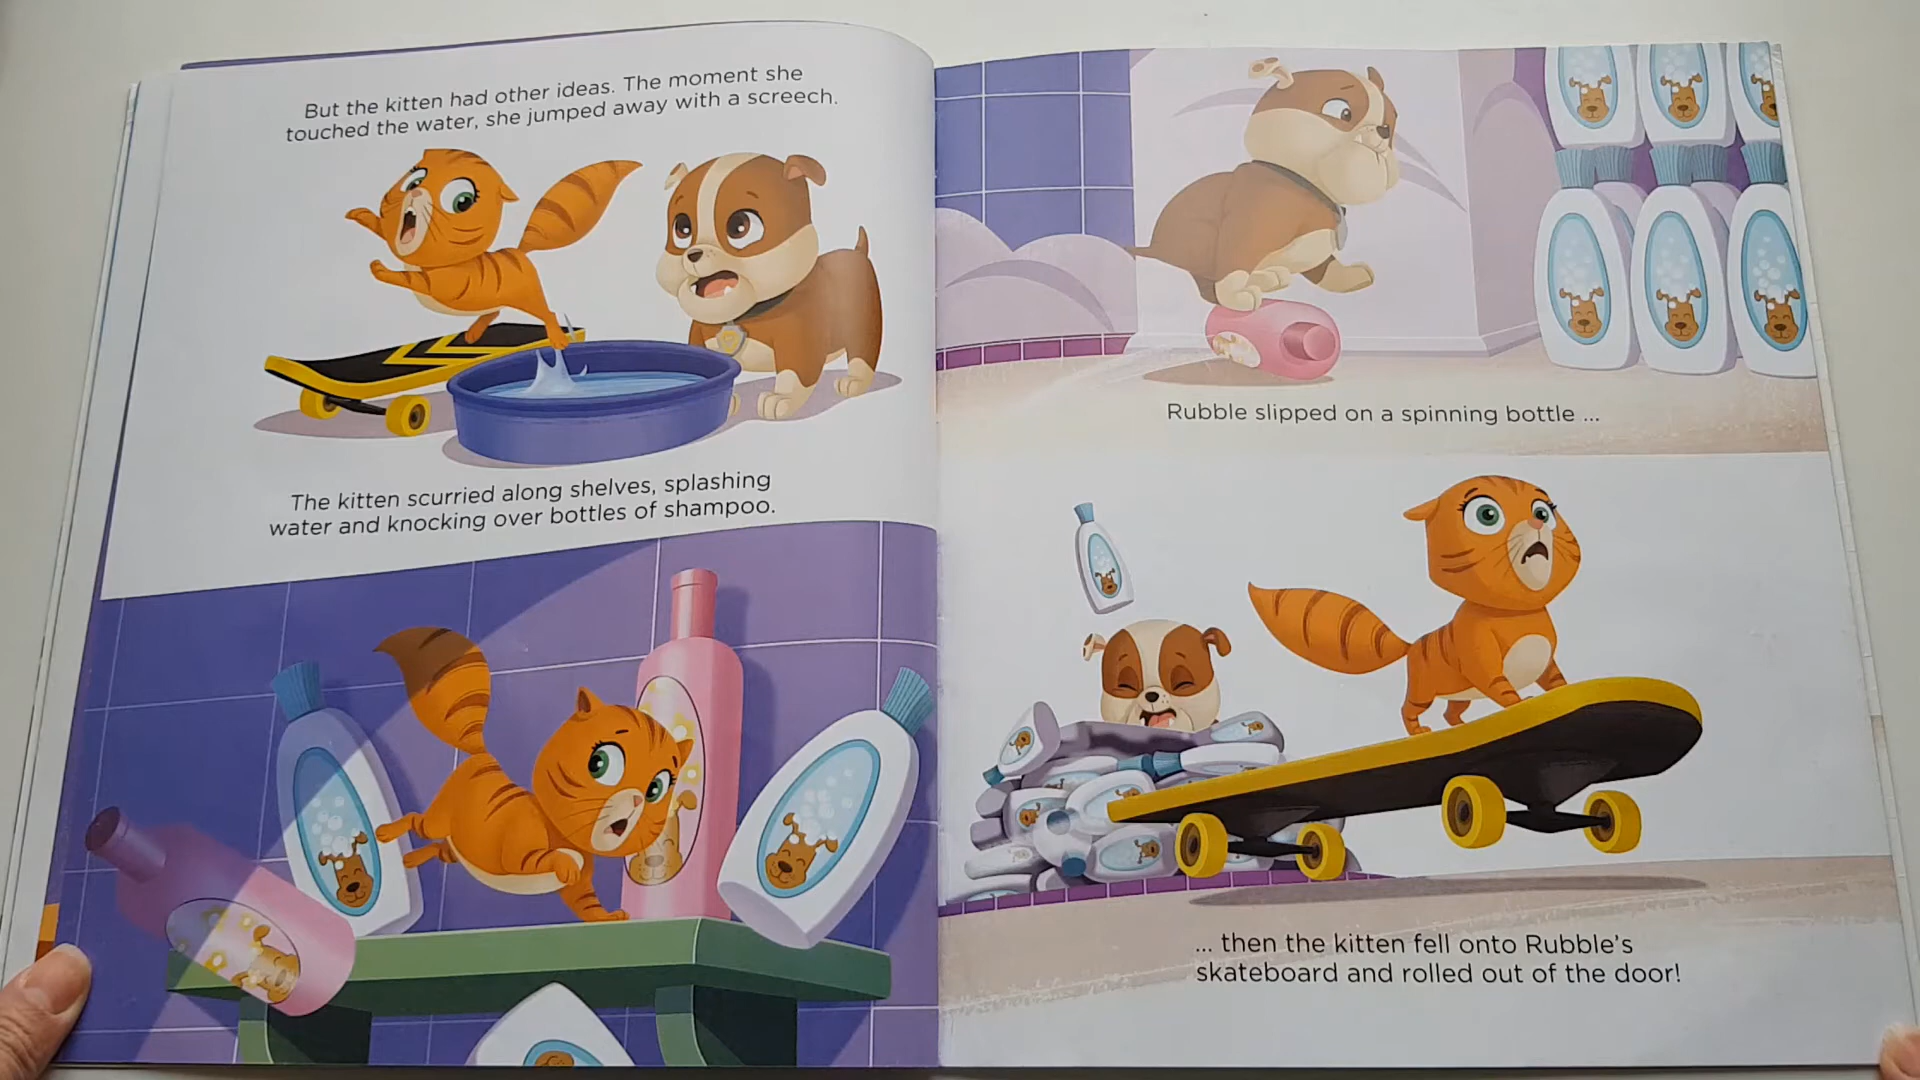 But the kitten had other ideas. The moment she
touched the water, she jumped away with a screech.
The kitten scurried along shelves, splashing
water and knocking over bottles of shampoo.
Rubble slipped on a spinning bottle ...
... then the kitten fell onto Rubble's
skateboard and rolled out of the door!